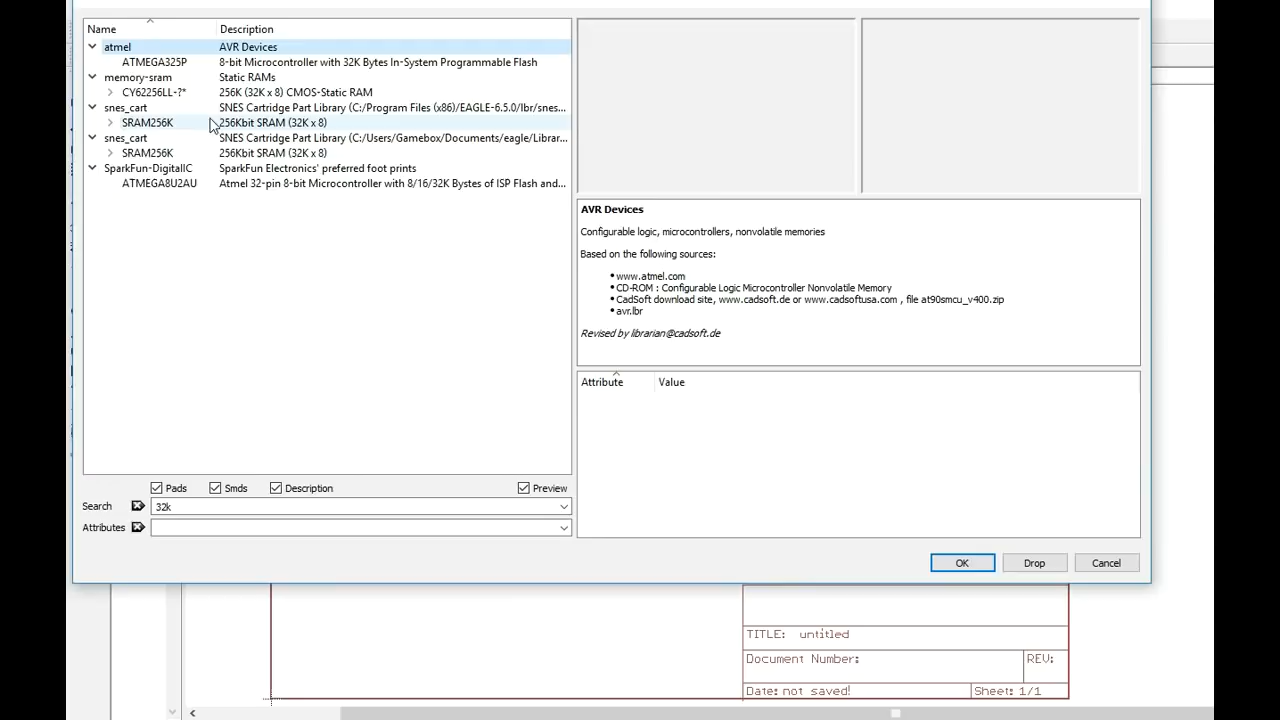 Name Description
atmel AVR Devices
ATMEGA325P 8-bit Microcontroller with 32K Bytes In-System Programmable Flash
memory-sram Static RAMs
CY62256LL-?* 256K (32K x 8) CMOS-Static RAM
snes_cart SNES Cartridge Part Library (C:/Program Files (x86)/EAGLE-6.5.0/lbr/snes...
SRAM256K 256Kbit SRAM (32K x 8)
snes_cart SNES Cartridge Part Library (C:/Users/Gamebox/Documents/eagle/Librar...
SRAM256K 256Kbit SRAM (32K x 8)
SparkFun-DigitalIC SparkFun Electronics' preferred foot prints
ATMEGA8U2AU Atmel 32-pin 8-bit Microcontroller with 8/16/32K Bystes of ISP Flash and...
Pads Smds Description Preview
Search 32k
Attributes
AVR Devices
Configurable logic, microcontrollers, nonvolatile memories
Based on the following sources:
• www.atmel.com
• CD-ROM : Configurable Logic Microcontroller Nonvolatile Memory
• CadSoft download site, www.cadsoft.de or www.cadsoftusa.com , file at90smcu_v400.zip
• avr.lbr
Revised by librarian@cadsoft.de
Attribute Value
OK Drop Cancel
TITLE: untitled
Document Number: REV:
Date: not saved! Sheet: 1/1